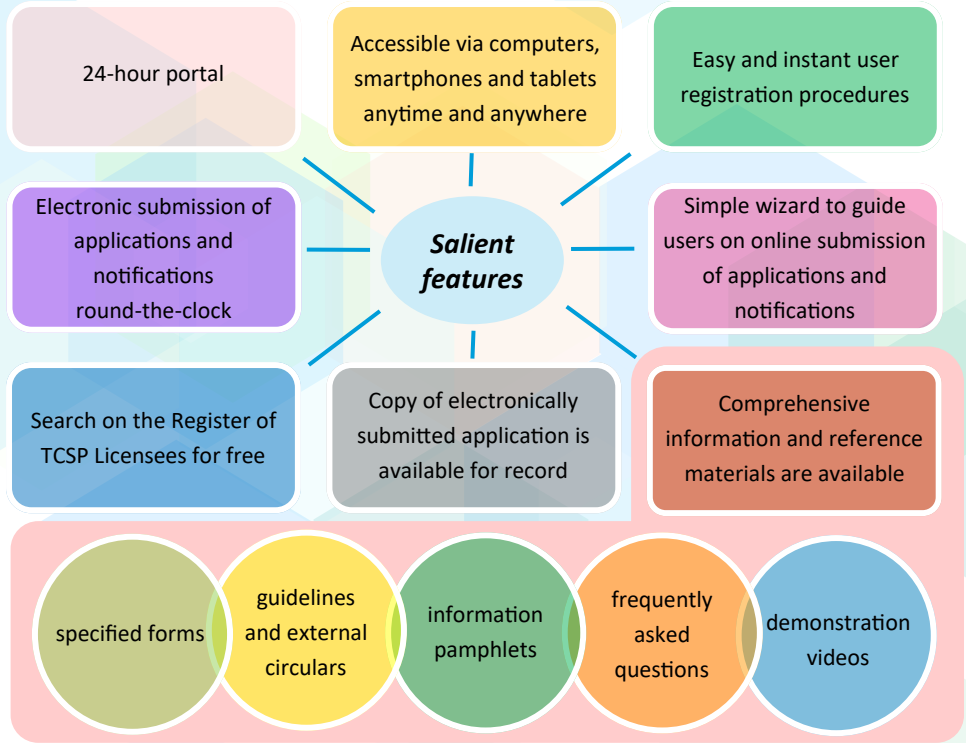 24-hour portal
Accessible via computers,
smartphones and tablets
anytime and anywhere
Easy and instant user
registration procedures
Electronic submission of
applications and
notifications
round-the-clock
Salient
features
Simple wizard to guide
users on online submission
of applications and
notifications
Search on the Register of
TCSP Licensees for free
Copy of electronically
submitted application is
available for record
Comprehensive
information and reference
materials are available
specified forms
guidelines
and external
circulars
information
pamphlets
frequently
asked
questions
demonstration
videos